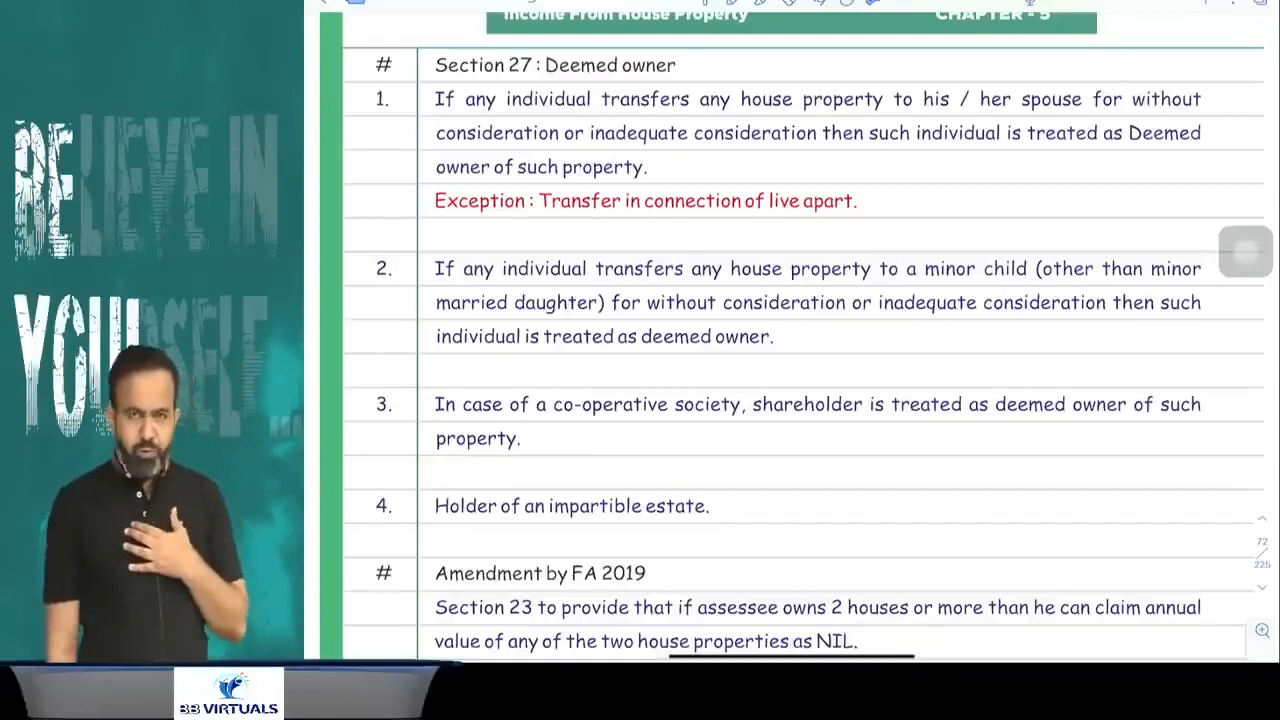 Income From House Property CHAPTER - 5
BELIEVE IN
YOURSELF
# Section 27 : Deemed owner
1. If any individual transfers any house property to his / her spouse for without
consideration or inadequate consideration then such individual is treated as Deemed
owner of such property.
Exception : Transfer in connection of live apart.
2. If any individual transfers any house property to a minor child (other than minor
married daughter) for without consideration or inadequate consideration then such
individual is treated as deemed owner.
3. In case of a co-operative society, shareholder is treated as deemed owner of such
property.
4. Holder of an impartible estate.
# Amendment by FA 2019
Section 23 to provide that if assessee owns 2 houses or more than he can claim annual
value of any of the two house properties as NIL.
72
225
BB VIRTUALS